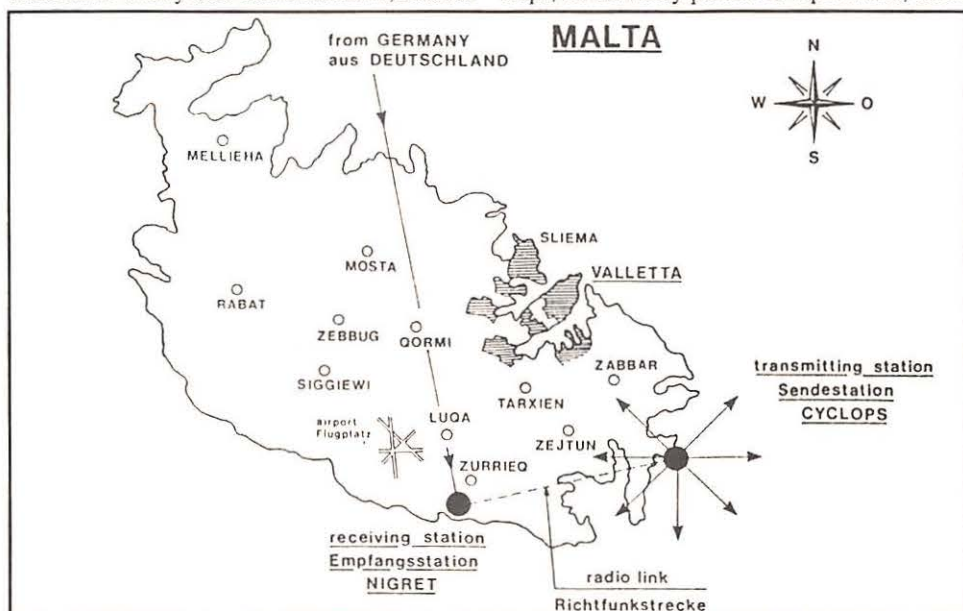 from GERMANY
aus DEUTSCHLAND
MALTA
N
W
O
S
MELLIEHA
SLIEMA
MOSTA
VALLETTA
RABAT
ZEBBUG
QORMI
ZABBAR
transmitting station
Sendestation
CYCLOPS
SIGGIEWI
TARXIEN
airport
Flugplatz
LUQA
ZEJTUN
ZURRIEQ
receiving station
Empfangsstation
NIGRET
radio link
Richtfunkstrecke